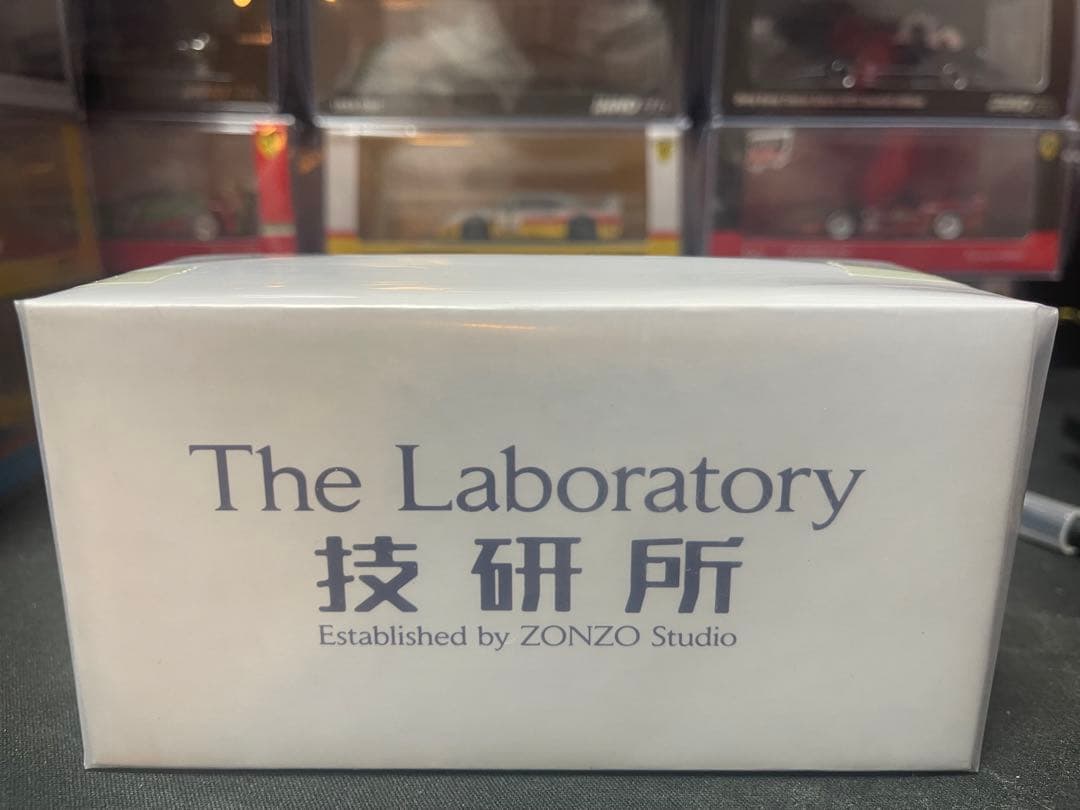 The Laboratory
技研所
Established by ZONZO Studio